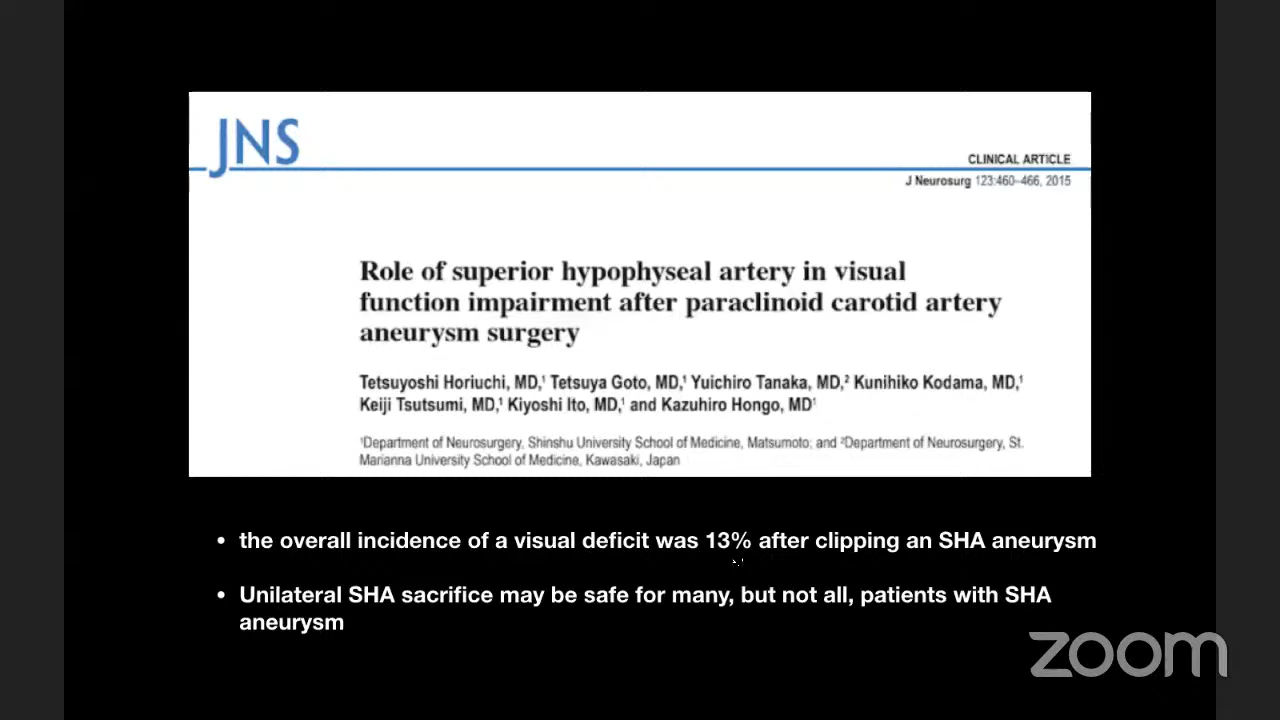 JNS
CLINICAL ARTICLE
J Neurosurg 123:460–466, 2015
Role of superior hypophyseal artery in visual
function impairment after paraclinoid carotid artery
aneurysm surgery
Tetsuyoshi Horiuchi, MD,¹ Tetsuya Goto, MD,¹ Yuichiro Tanaka, MD,² Kunihiko Kodama, MD,¹
Keiji Tsutsumi, MD,¹ Kiyoshi Ito, MD,¹ and Kazuhiro Hongo, MD¹
¹Department of Neurosurgery, Shinshu University School of Medicine, Matsumoto; and ²Department of Neurosurgery, St.
Marianna University School of Medicine, Kawasaki, Japan
• the overall incidence of a visual deficit was 13% after clipping an SHA aneurysm
• Unilateral SHA sacrifice may be safe for many, but not all, patients with SHA
aneurysm
zoom